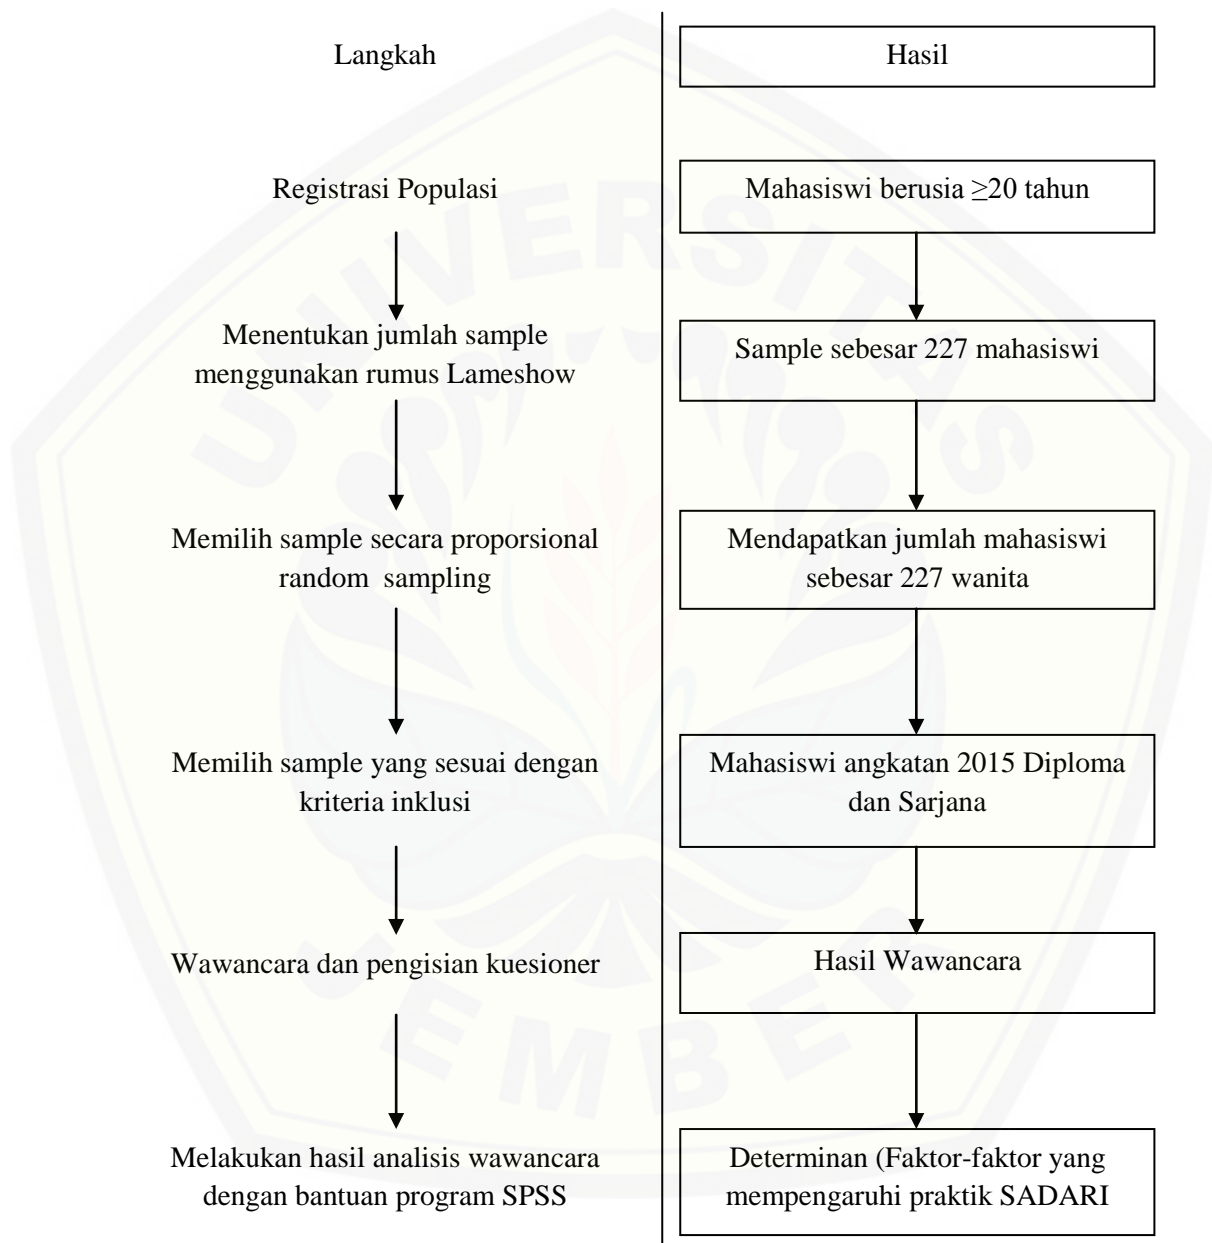 Langkah
Hasil
Registrasi Populasi
Mahasiswi berusia ≥20 tahun
Menentukan jumlah sample
menggunakan rumus Lameshow
Sample sebesar 227 mahasiswi
Memilih sample secara proporsional
random sampling
Mendapatkan jumlah mahasiswi
sebesar 227 wanita
Memilih sample yang sesuai dengan
kriteria inklusi
Mahasiswi angkatan 2015 Diploma
dan Sarjana
Wawancara dan pengisian kuesioner
Hasil Wawancara
Melakukan hasil analisis wawancara
dengan bantuan program SPSS
Determinan (Faktor-faktor yang
mempengaruhi praktik SADARI
UNIVERSITAS
JEMBER